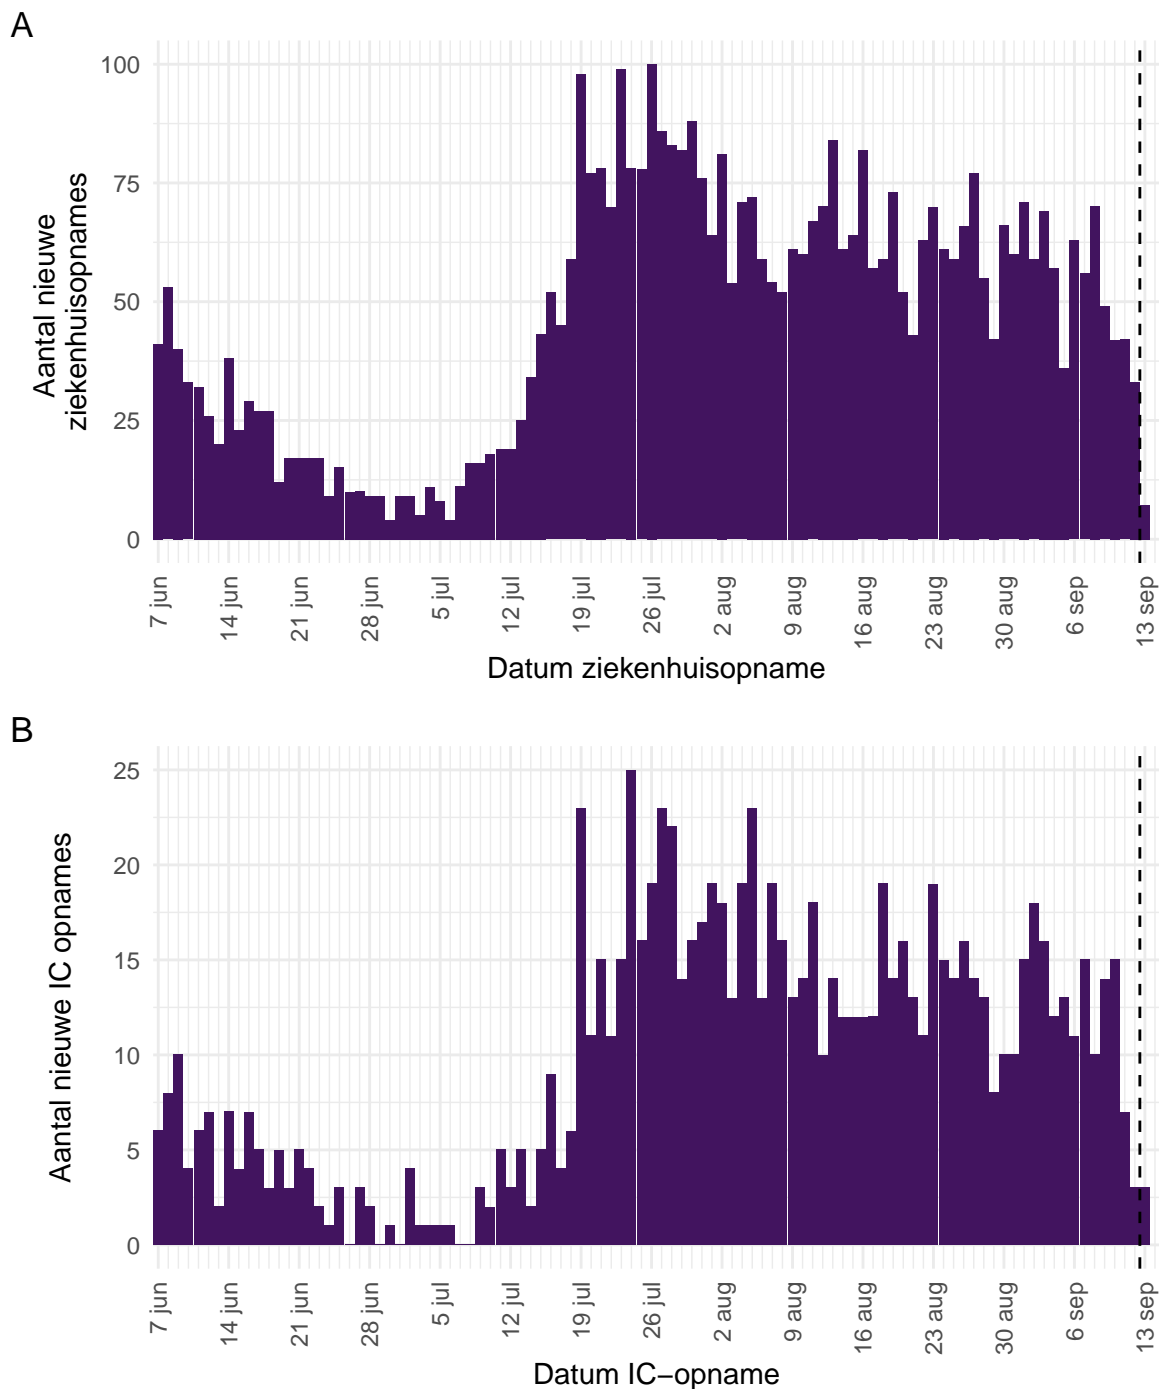 A
100
75
50
25
0
Aantal nieuwe
ziekenhuisopnames
7 jun
14 jun
21 jun
28 jun
5 jul
12 jul
19 jul
26 jul
2 aug
9 aug
16 aug
23 aug
30 aug
6 sep
13 sep
Datum ziekenhuisopname
B
25
20
15
10
5
0
Aantal nieuwe IC opnames
7 jun
14 jun
21 jun
28 jun
5 jul
12 jul
19 jul
26 jul
2 aug
9 aug
16 aug
23 aug
30 aug
6 sep
13 sep
Datum IC−opname